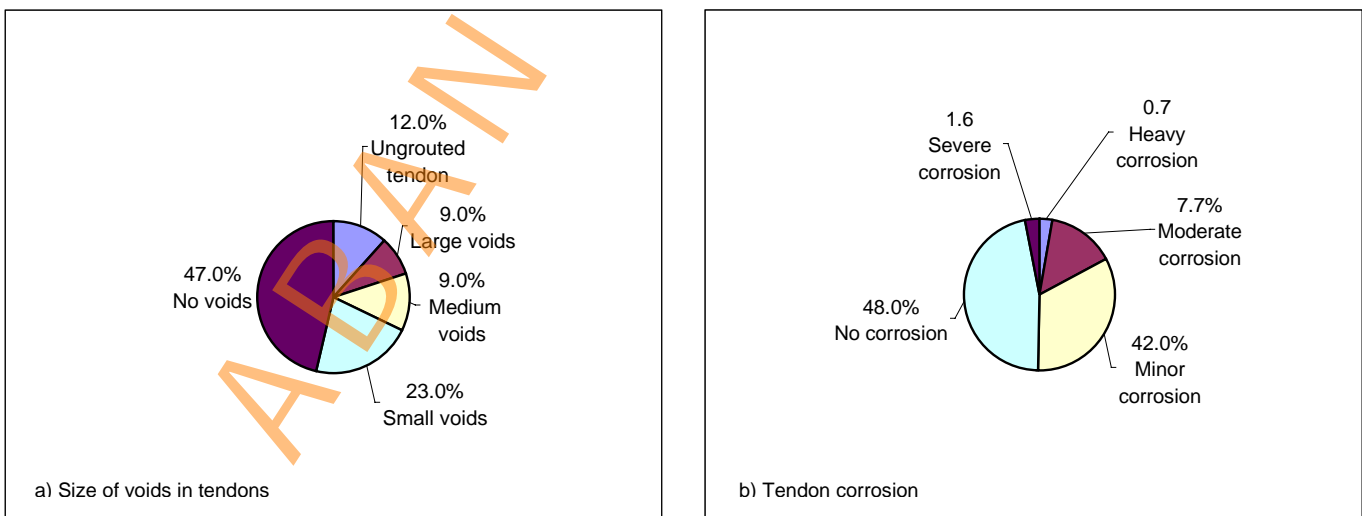 12.0%
Ungrouted
tendon
9.0%
Large voids
9.0%
Medium
voids
23.0%
Small voids
47.0%
No voids
a) Size of voids in tendons
0.7
Heavy
corrosion
7.7%
Moderate
corrosion
42.0%
Minor
corrosion
48.0%
No corrosion
1.6
Severe
corrosion
b) Tendon corrosion